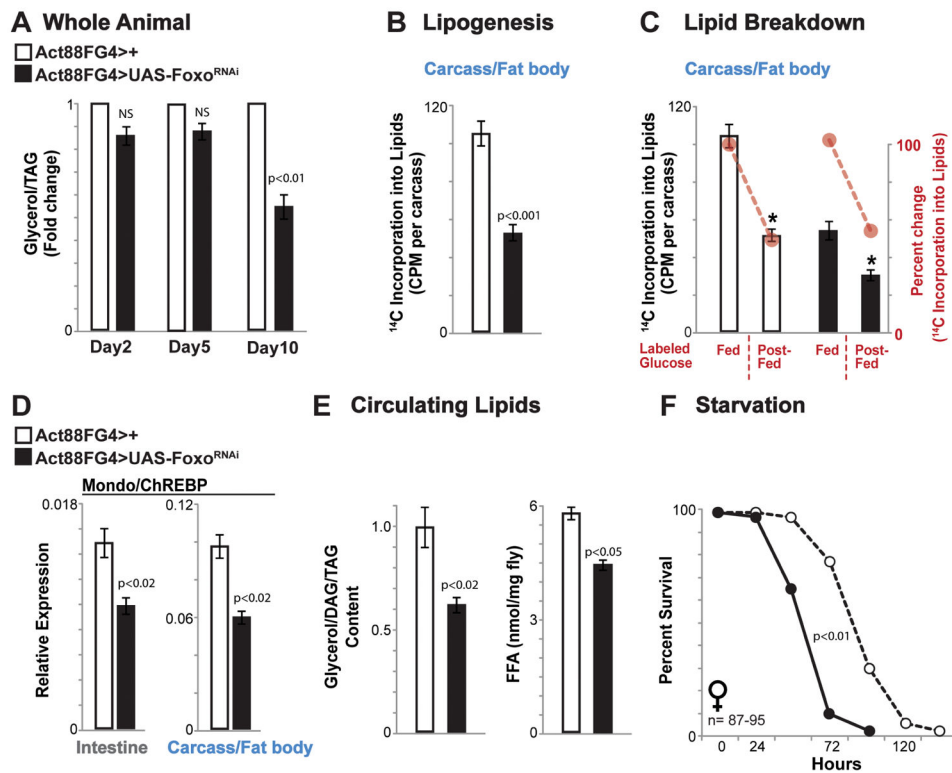 A Whole Animal
Act88FG4>+
Act88FG4>UAS-Foxo^RNAi
Glycerol/TAG
(Fold change)
1
0
NS
NS
p<0.01
Day2 Day5 Day10
B Lipogenesis
Carcass/Fat body
¹⁴C Incorporation into Lipids
(CPM per carcass)
120
0
p<0.001
C Lipid Breakdown
Carcass/Fat body
¹⁴C Incorporation into Lipids
(CPM per carcass)
120
0
*
*
100
0
Percent change
(¹⁴C Incorporation into Lipids)
Labeled
Glucose
Fed
Post-
Fed
Fed
Post-
Fed
D
Act88FG4>+
Act88FG4>UAS-Foxo^RNAi
Mondo/ChREBP
Relative Expression
0.018
0
p<0.02
Intestine
0.12
0.06
0
p<0.02
Carcass/Fat body
E Circulating Lipids
Glycerol/DAG/TAG
Content
1.0
0.5
0
p<0.02
FFA (nmol/mg fly)
6
3
0
p<0.05
F Starvation
Percent Survival
100
50
0
p<0.01
♀
n= 87-95
0 24 72 120
Hours